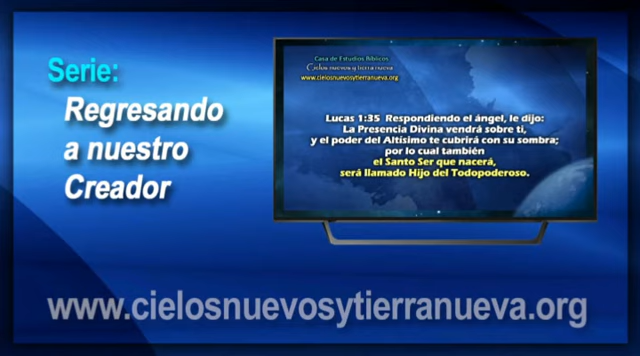 Serie:
Regresando
a nuestro
Creador
Casa de Estudios Bíblicos
Cielos nuevos y tierra nueva
www.cielosnuevosytierranueva.org
Lucas 1:35 Respondiendo el ángel, le dijo:
La Presencia Divina vendrá sobre ti,
y el poder del Altísimo te cubrirá con su sombra;
por lo cual también
el Santo Ser que nacerá,
será llamado Hijo del Todopoderoso.
www.cielosnuevosytierranueva.org